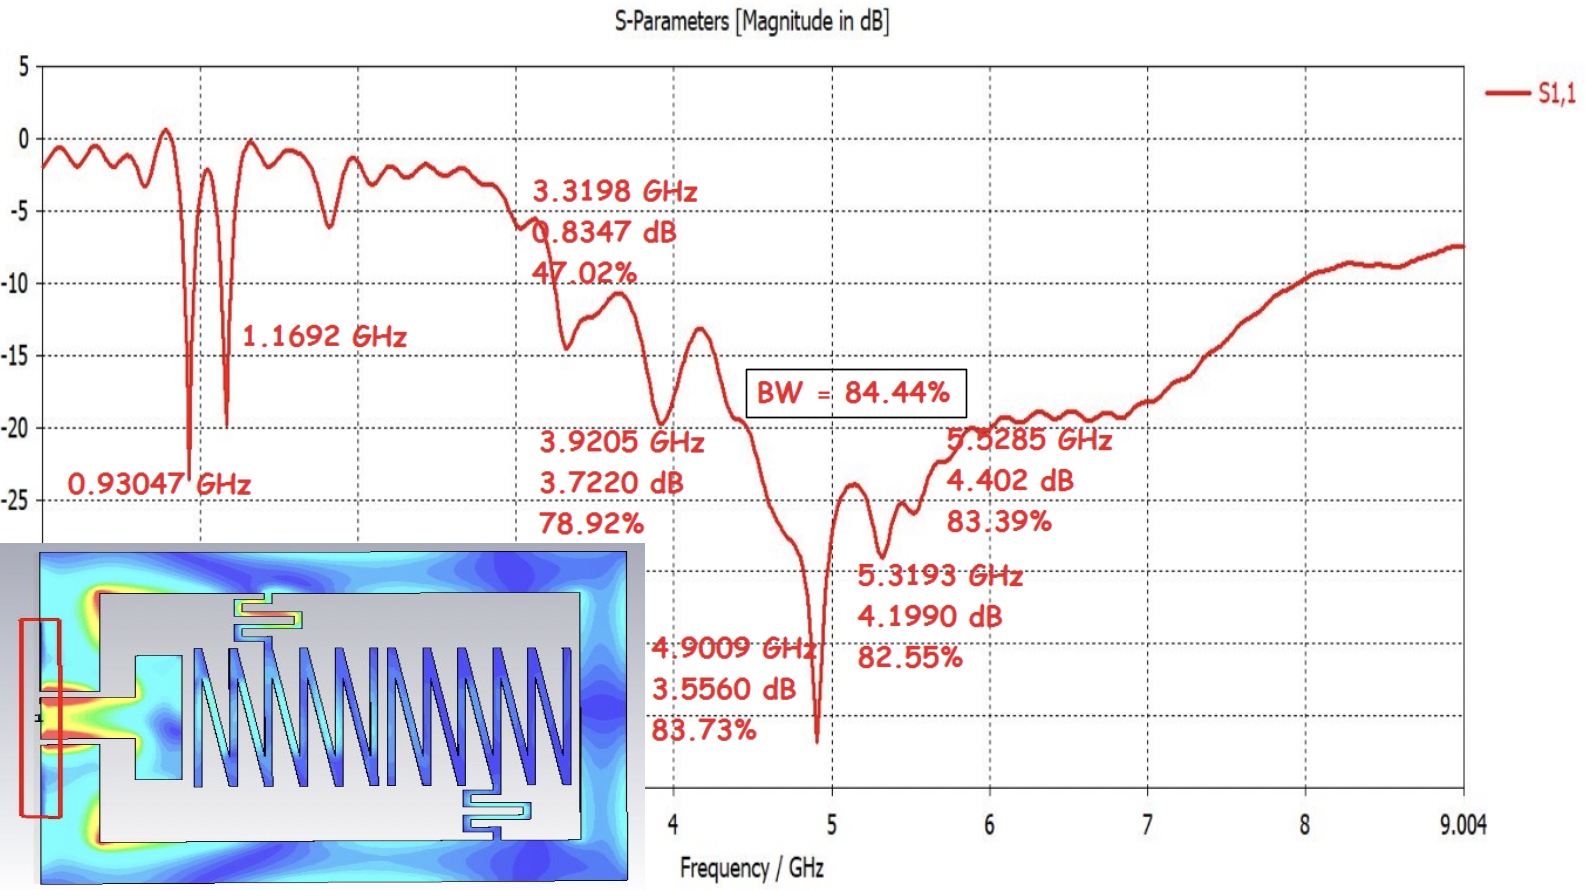 S-Parameters [Magnitude in dB]
S1,1
5
0
-5
-10
-15
-20
-25
3.3198 GHz
0.8347 dB
47.02%
1.1692 GHz
BW = 84.44%
0.93047 GHz
3.9205 GHz
3.7220 dB
78.92%
5.5285 GHz
4.402 dB
83.39%
5.3193 GHz
4.1990 dB
82.55%
4.9009 GHz
3.5560 dB
83.73%
4
5
6
7
8
9.004
Frequency / GHz